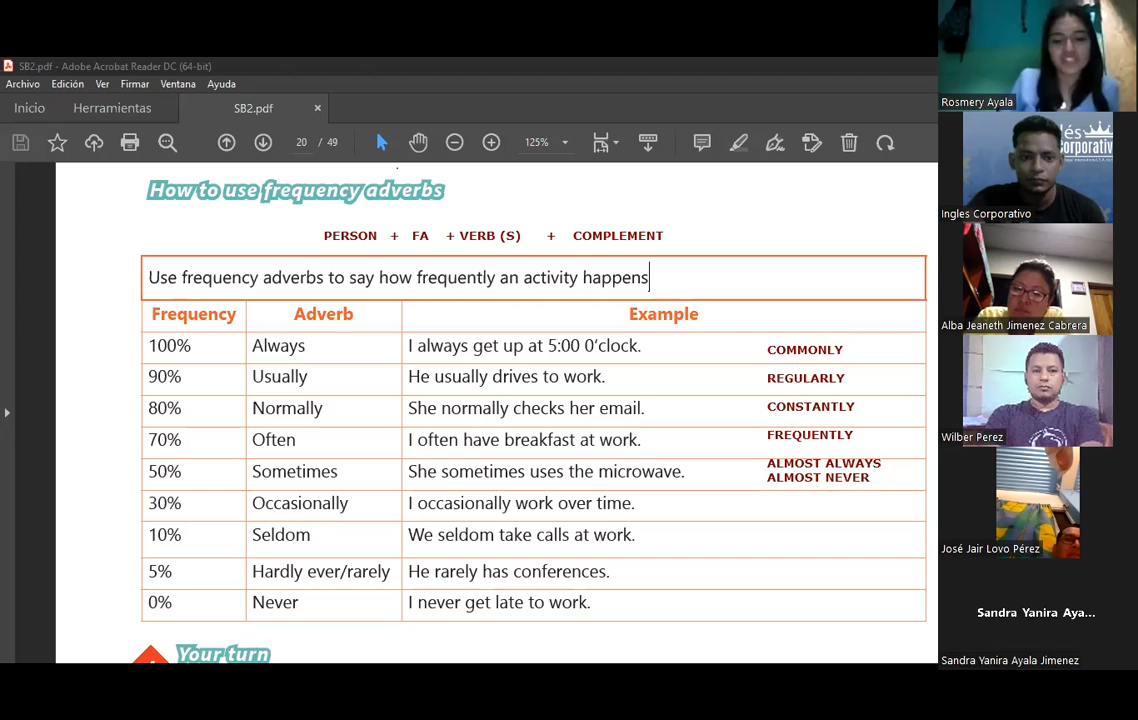 SB2.pdf - Adobe Acrobat Reader DC (64-bit)
Archivo Edición Ver Firmar Ventana Ayuda
Inicio Herramientas SB2.pdf ×
20 / 49 125%
How to use frequency adverbs
PERSON + FA + VERB (S) + COMPLEMENT
Use frequency adverbs to say how frequently an activity happens
Frequency Adverb Example
100% Always I always get up at 5:00 0’clock.
COMMONLY
90% Usually He usually drives to work.
REGULARLY
80% Normally She normally checks her email.
CONSTANTLY
70% Often I often have breakfast at work.
FREQUENTLY
50% Sometimes She sometimes uses the microwave.
ALMOST ALWAYS
ALMOST NEVER
30% Occasionally I occasionally work over time.
10% Seldom We seldom take calls at work.
5% Hardly ever/rarely He rarely has conferences.
0% Never I never get late to work.
Your turn
Rosmery Ayala
lés
orporativ
Ingles Corporativo
Alba Jeaneth Jimenez Cabrera
Wilber Perez
José Jair Lovo Pérez
Sandra Yanira Aya...
Sandra Yanira Ayala Jimenez